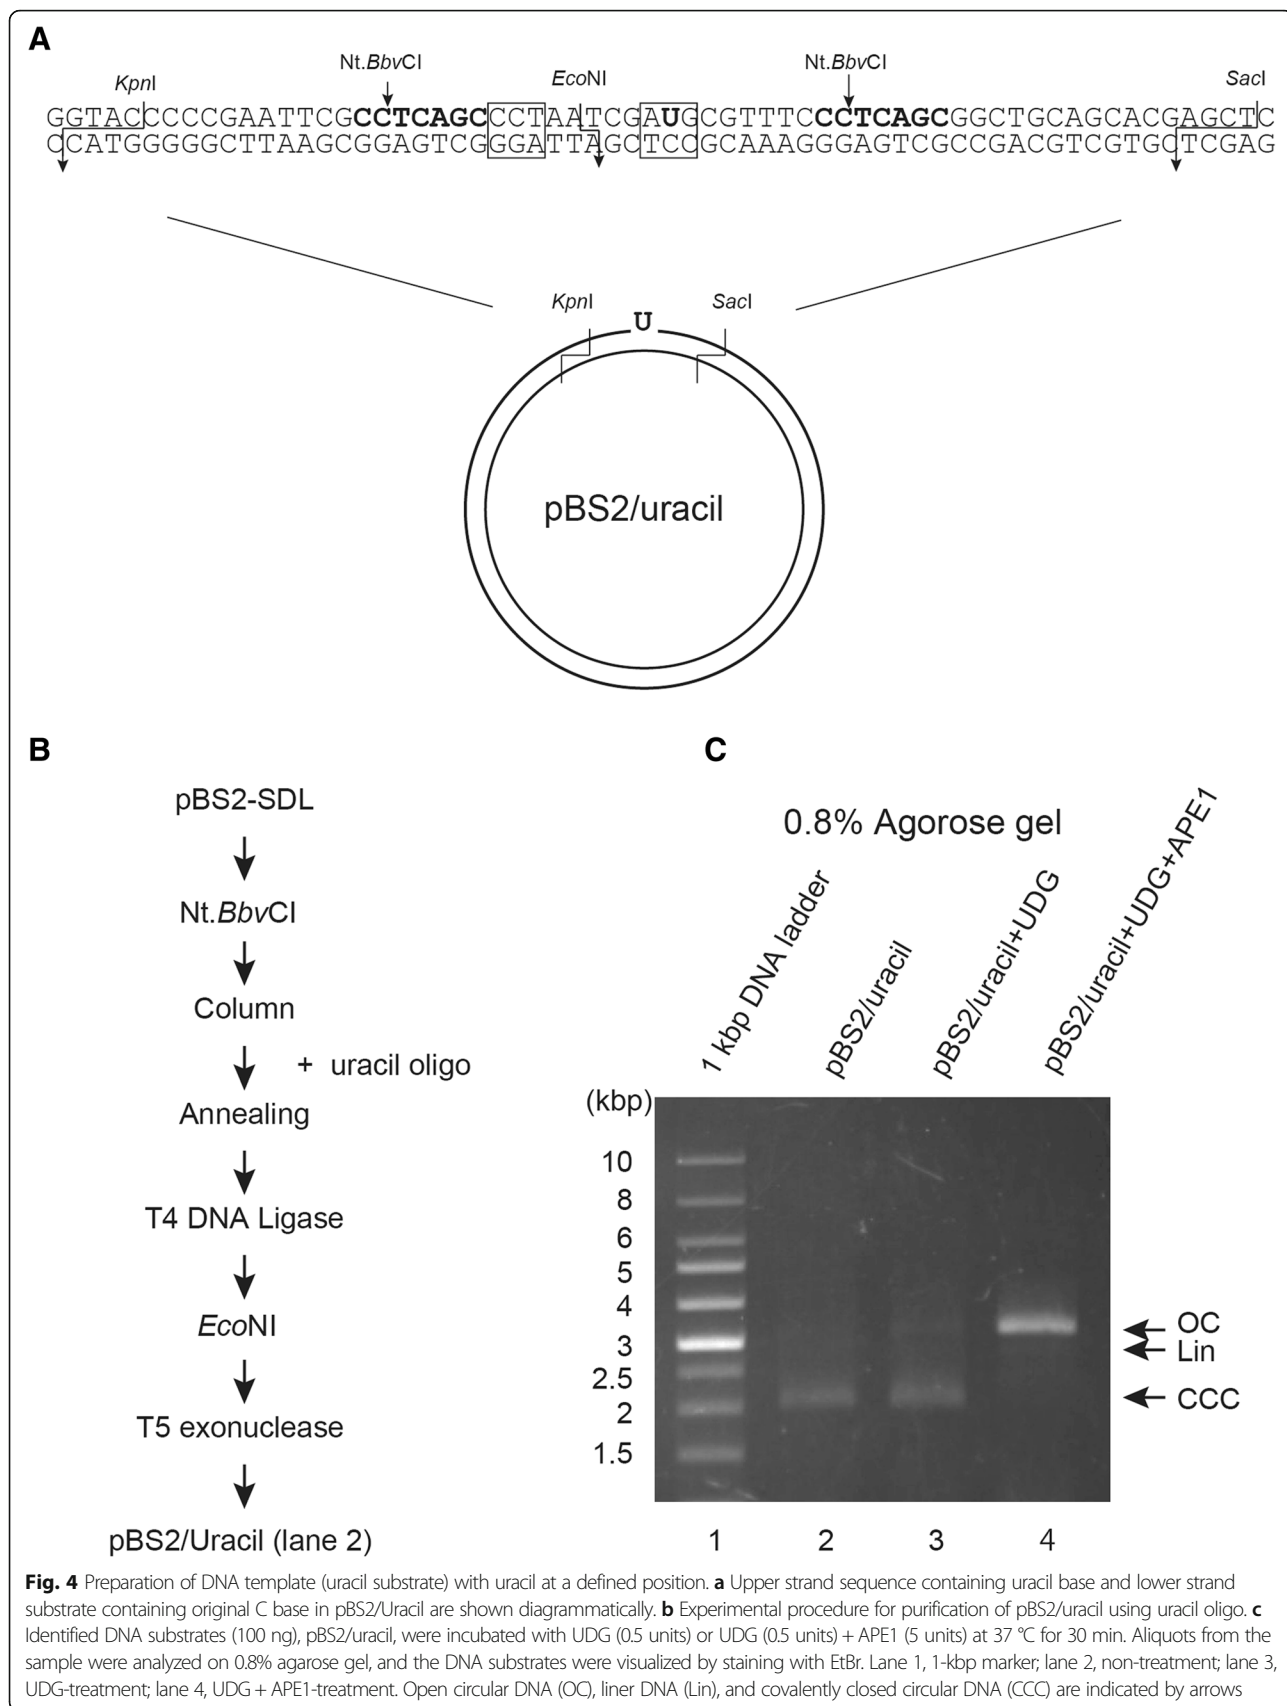 A
Nt.BbvCI
Nt.BbvCI
KpnI
EcoNI
SacI
GGTACCCCCGAATTCGCCTCAGCCCTAATCGAUGCGTTTCCCTCAGCGGCTGCAGCACGAGCTC
CCATGGGGGCTTAAGCGGAGTCGGGATTAGCTCCGCAAAGGGAGTCGCCGACGTCGTGCTCGAG
KpnI
SacI
U
pBS2/uracil
B
pBS2-SDL
Nt.BbvCI
Column
+ uracil oligo
Annealing
T4 DNA Ligase
EcoNI
T5 exonuclease
pBS2/Uracil (lane 2)
C
0.8% Agorose gel
1 kbp DNA ladder
pBS2/uracil
pBS2/uracil+UDG
pBS2/uracil+UDG+APE1
(kbp)
10
8
6
5
4
3
2.5
2
1.5
OC
Lin
CCC
1 2 3 4
Fig. 4 Preparation of DNA template (uracil substrate) with uracil at a defined position. a Upper strand sequence containing uracil base and lower strand
substrate containing original C base in pBS2/Uracil are shown diagrammatically. b Experimental procedure for purification of pBS2/uracil using uracil oligo. c
Identified DNA substrates (100 ng), pBS2/uracil, were incubated with UDG (0.5 units) or UDG (0.5 units) + APE1 (5 units) at 37 °C for 30 min. Aliquots from the
sample were analyzed on 0.8% agarose gel, and the DNA substrates were visualized by staining with EtBr. Lane 1, 1-kbp marker; lane 2, non-treatment; lane 3,
UDG-treatment; lane 4, UDG + APE1-treatment. Open circular DNA (OC), liner DNA (Lin), and covalently closed circular DNA (CCC) are indicated by arrows